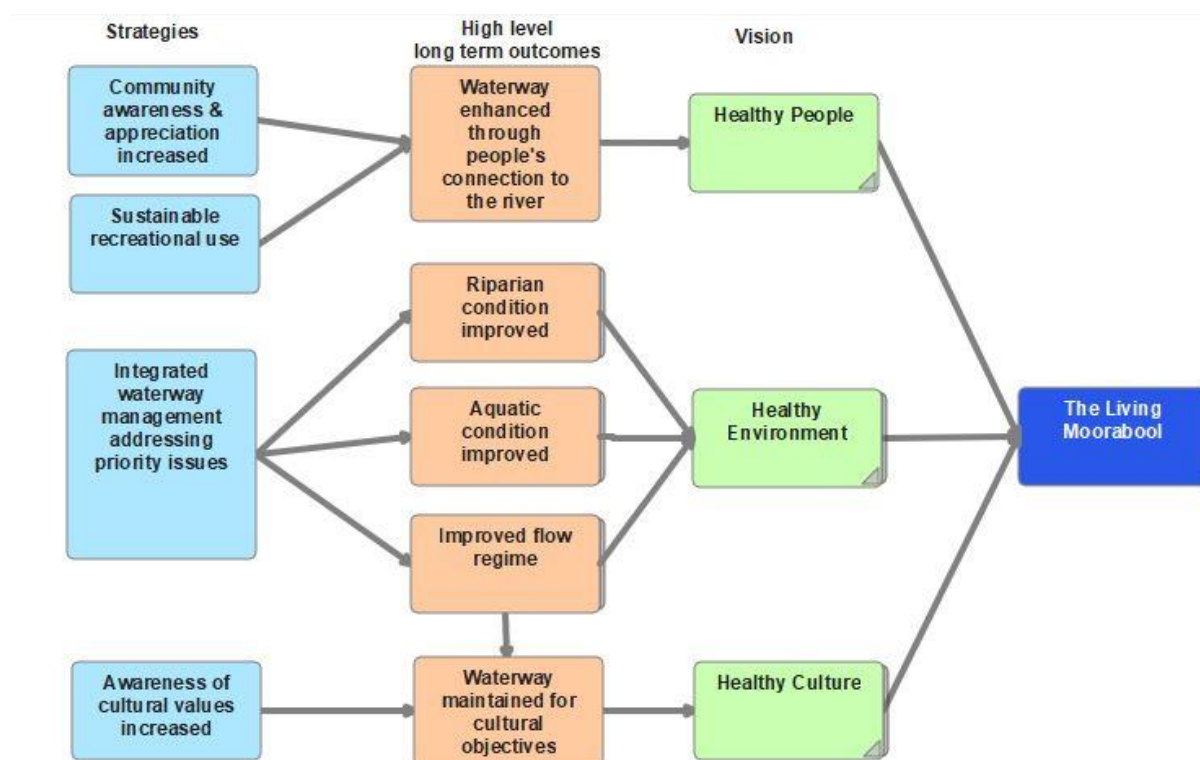 Strategies
High level
long term outcomes
Vision
Community
awareness &
appreciation
increased
Sustainable
recreational use
Integrated
waterway
management
addressing
priority issues
Awareness of
cultural values
increased
Waterway
enhanced
through
people's
connection to
the river
Riparian
condition
improved
Aquatic
condition
improved
Improved flow
regime
Waterway
maintained for
cultural
objectives
Healthy People
Healthy
Environment
Healthy Culture
The Living
Moorabool